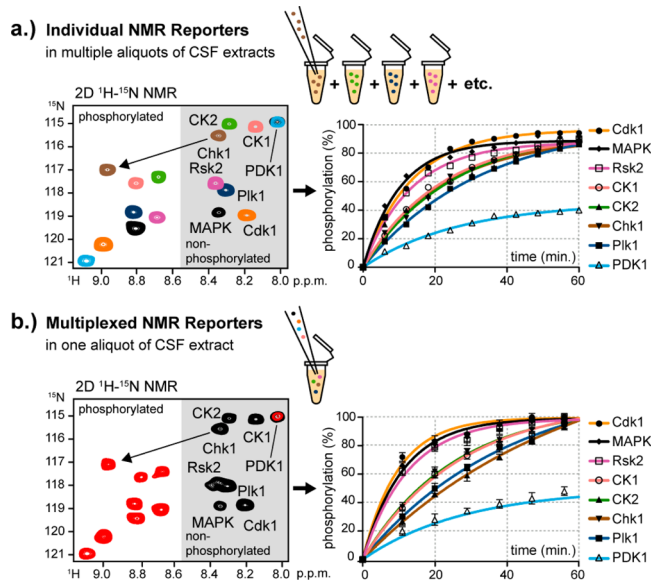 a.) Individual NMR Reporters
in multiple aliquots of CSF extracts
+ + + + etc.
2D ¹H-¹⁵N NMR
¹⁵N
phosphorylated
115
117
118
119
120
121
CK2
CK1
Chk1
PDK1
Rsk2
Plk1
MAPK
Cdk1
non-
phosphorylated
¹H 9.0 8.8 8.4 8.2 8.0 p.p.m.
phosphorylation (%)
100
80
60
40
20
0
time (min.)
0 20 40 60
Cdk1
MAPK
Rsk2
CK1
CK2
Chk1
Plk1
PDK1
b.) Multiplexed NMR Reporters
in one aliquot of CSF extract
2D ¹H-¹⁵N NMR
¹⁵N
phosphorylated
115
117
118
119
120
121
CK2
CK1
Chk1
PDK1
Rsk2
Plk1
MAPK
Cdk1
non-
phosphorylated
¹H 9.0 8.8 8.4 8.2 8.0 p.p.m.
phosphorylation (%)
100
80
60
40
20
0
time (min.)
0 20 40 60
Cdk1
MAPK
Rsk2
CK1
CK2
Chk1
Plk1
PDK1